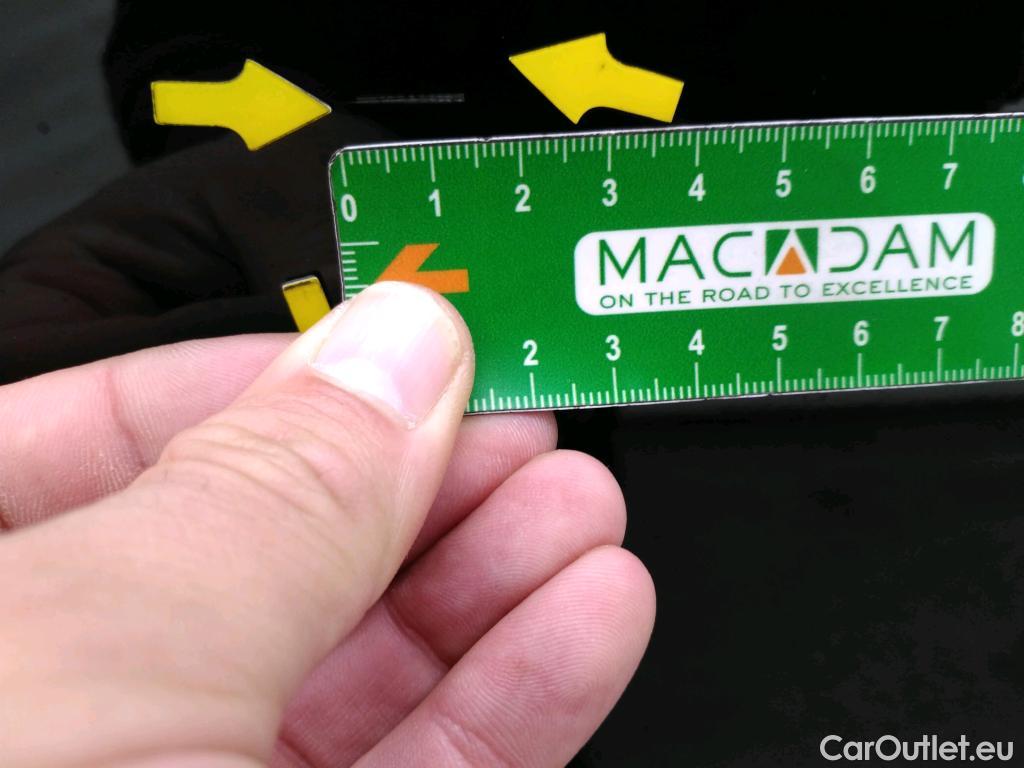 0 1 2 3 4 5 6 7
MACADAM
ON THE ROAD TO EXCELLENCE
2 3 4 5 6 7 8
CarOutlet.eu